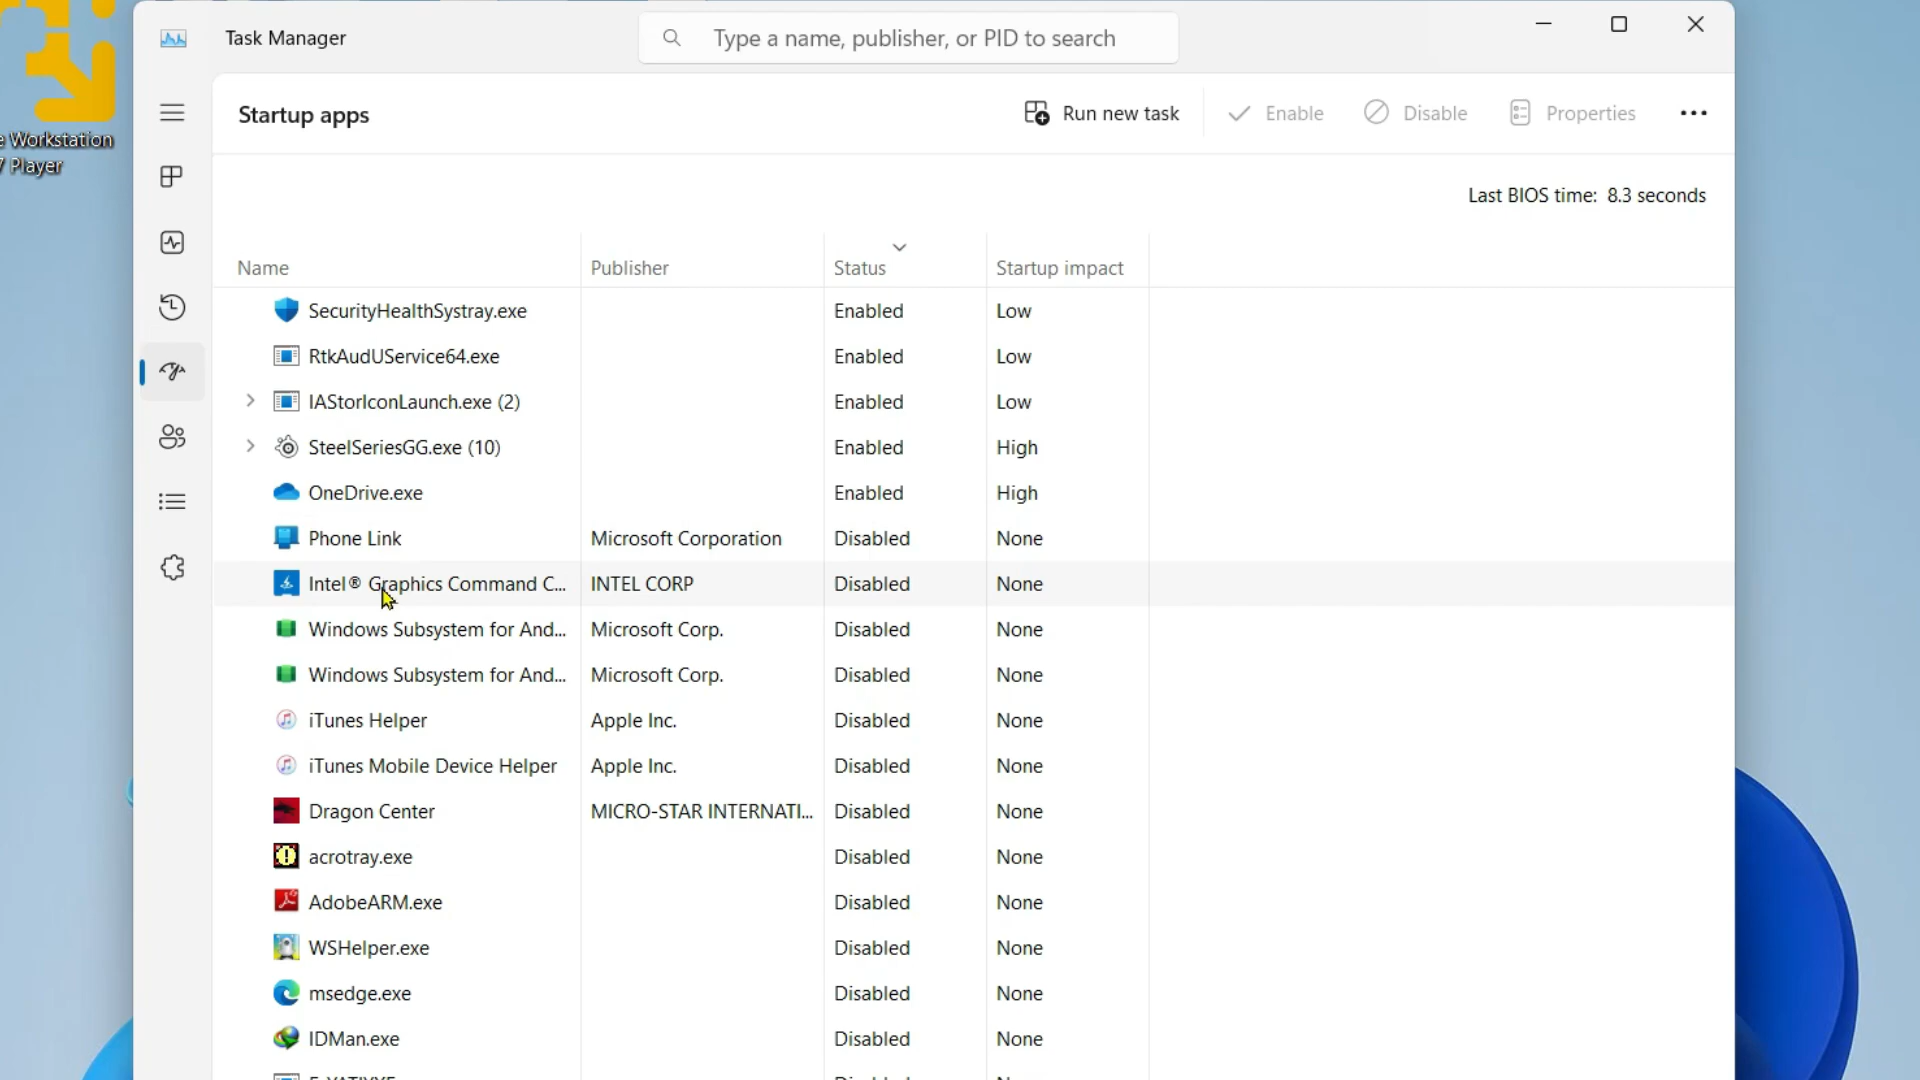 Task Manager
Type a name, publisher, or PID to search
Workstation
Player
Startup apps
Run new task
Enable
Disable
Properties
Last BIOS time: 8.3 seconds
Name Publisher Status Startup impact
SecurityHealthSystray.exe Enabled Low
RtkAudUService64.exe Enabled Low
IAStorIconLaunch.exe (2) Enabled Low
SteelSeriesGG.exe (10) Enabled High
OneDrive.exe Enabled High
Phone Link Microsoft Corporation Disabled None
Intel® Graphics Command C... INTEL CORP Disabled None
Windows Subsystem for And... Microsoft Corp. Disabled None
Windows Subsystem for And... Microsoft Corp. Disabled None
iTunes Helper Apple Inc. Disabled None
iTunes Mobile Device Helper Apple Inc. Disabled None
Dragon Center MICRO-STAR INTERNATI... Disabled None
acrotray.exe Disabled None
AdobeARM.exe Disabled None
WSHelper.exe Disabled None
msedge.exe Disabled None
IDMan.exe Disabled None